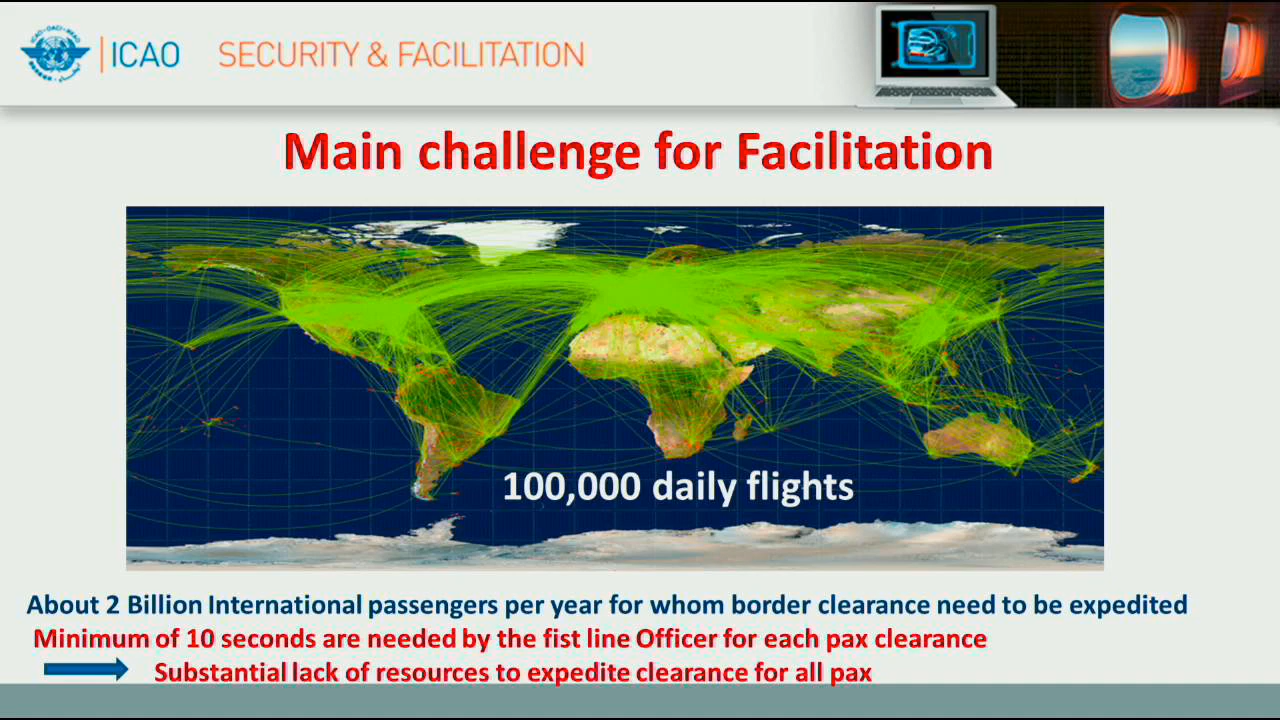 ICAO SECURITY & FACILITATION
Main challenge for Facilitation
100,000 daily flights
About 2 Billion International passengers per year for whom border clearance need to be expedited
Minimum of 10 seconds are needed by the fist line Officer for each pax clearance
Substantial lack of resources to expedite clearance for all pax